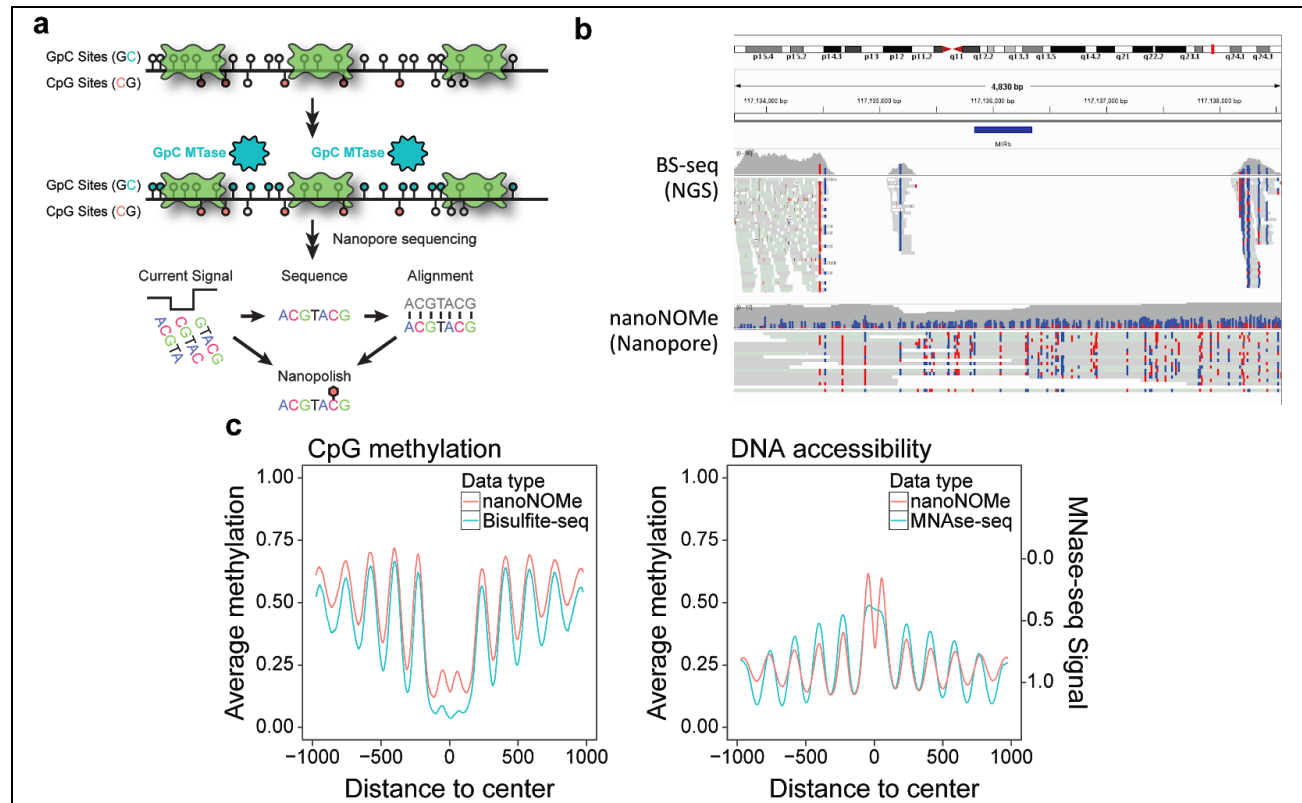 a
GpC Sites (GC)
CpG Sites (CG)
GpC MTase
GpC MTase
GpC Sites (GC)
CpG Sites (CG)
Nanopore sequencing
Current Signal
Sequence
Alignment
ACGTA
CGTAC
GTACG
ACGTACG
ACGTACG
ACGTACG
Nanopolish
ACGTACG
b
p15.4 p15.2 p14.3 p13 p12 p11.2 q11 q12.2 q13.2 q13.5 q14.2 q21 q22.2 q23.1 q24.1 q24.3
4,830 bp
117,134,000 bp 117,135,000 bp 117,136,000 bp 117,137,000 bp 117,138,000 bp
MIRb
BS-seq
(NGS)
nanoNOMe
(Nanopore)
c
CpG methylation
Average methylation
1.00
0.75
0.50
0.25
0.00
Data type
nanoNOMe
Bisulfite-seq
−1000 −500 0 500 1000
Distance to center
DNA accessibility
Average methylation
1.00
0.75
0.50
0.25
0.00
Data type
nanoNOMe
MNAse-seq
0.0
0.5
1.0
MNase-seq Signal
−1000 −500 0 500 1000
Distance to center